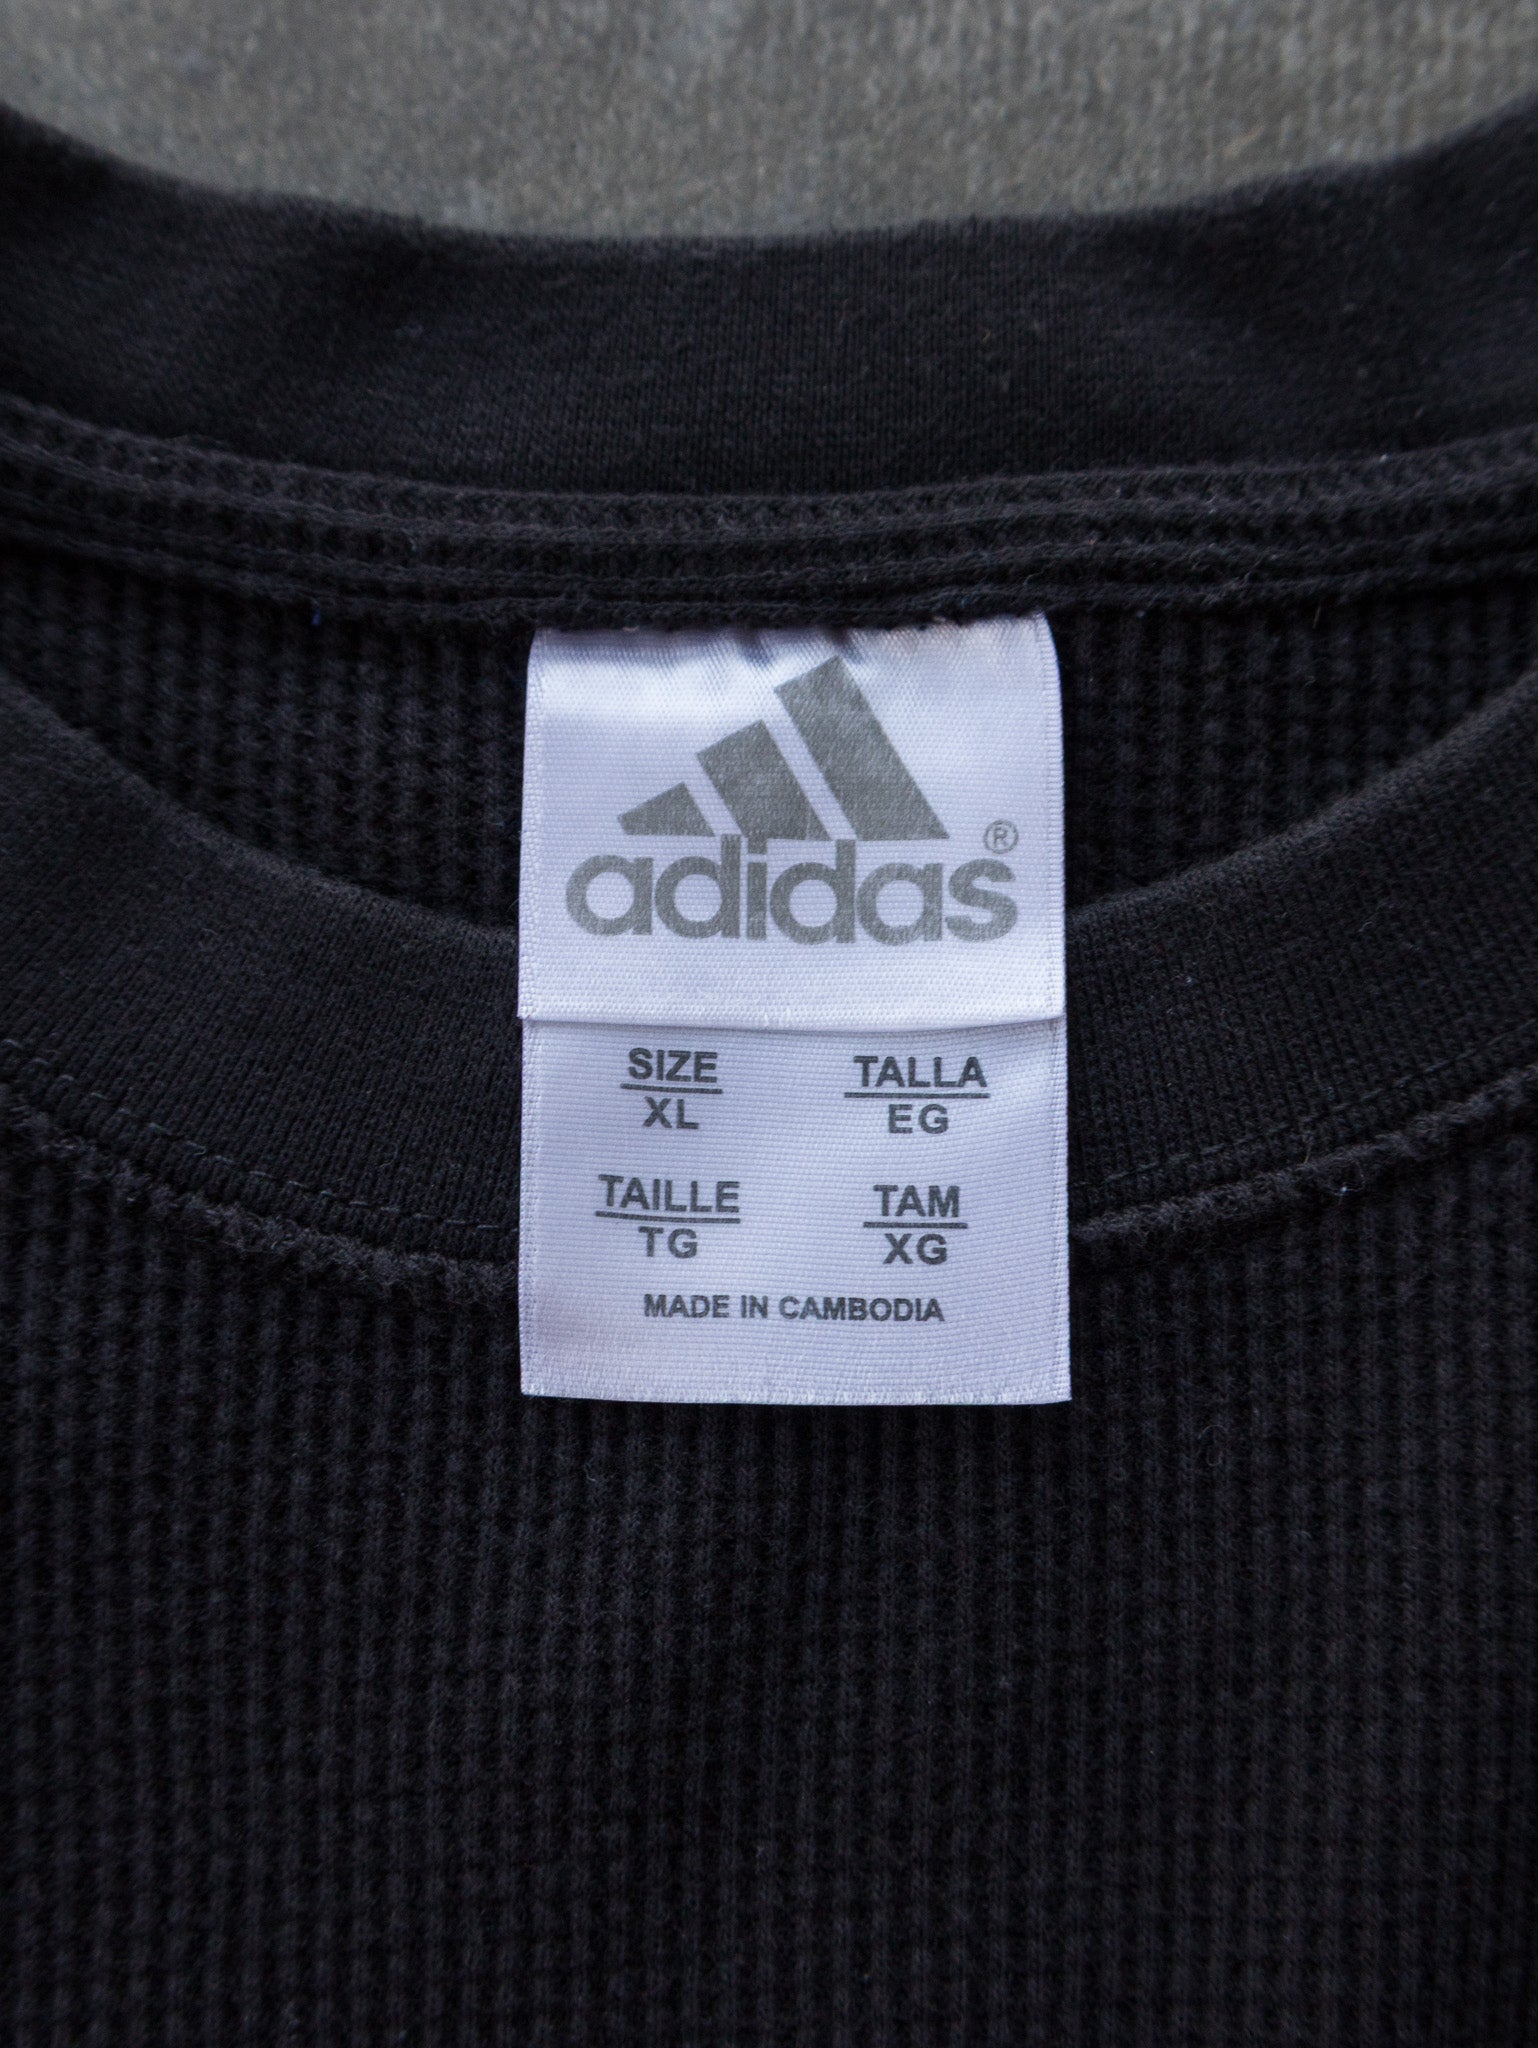 adidas®
SIZE TALLA
XL EG
TAILLE TAM
TG XG
MADE IN CAMBODIA